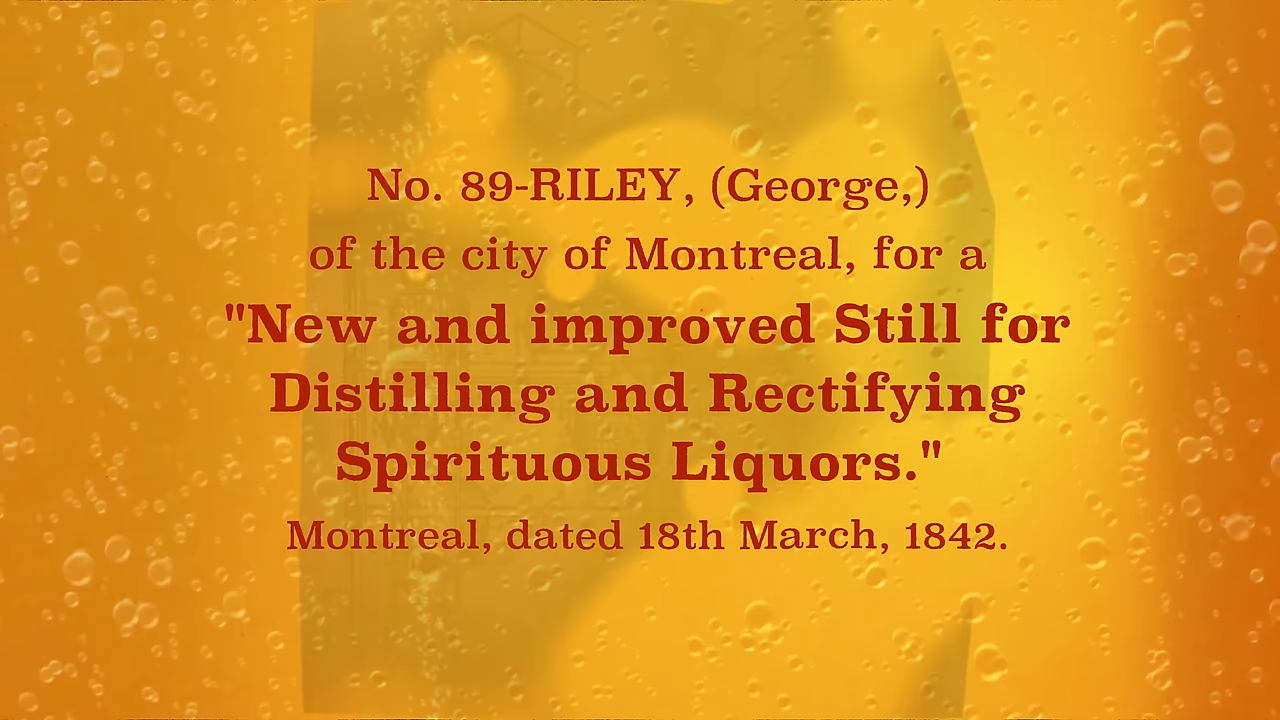 No. 89-RILEY, (George,)
of the city of Montreal, for a
"New and improved Still for
Distilling and Rectifying
Spirituous Liquors."
Montreal, dated 18th March, 1842.